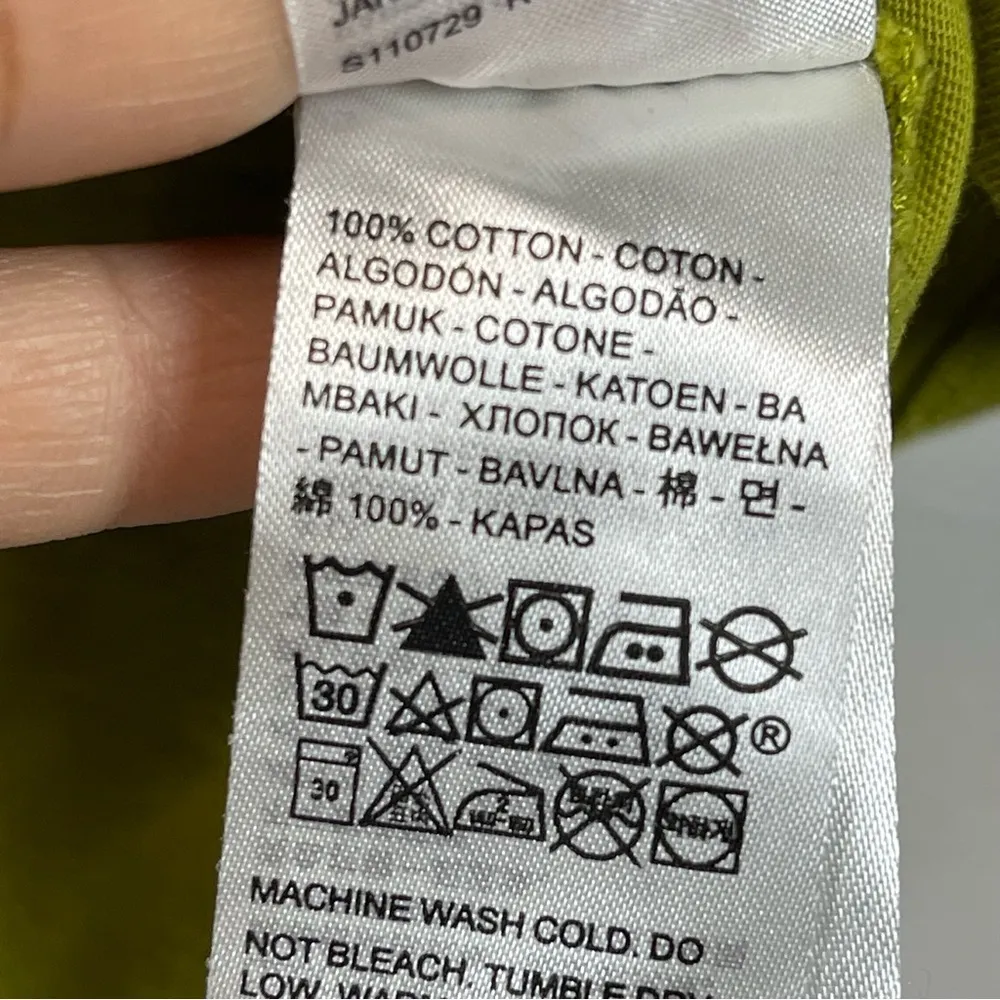 S110729
100% COTTON - COTON -
ALGODÓN - ALGODÃO -
PAMUK - COTONE -
BAUMWOLLE - KATOEN - BA
MBAKI - ХЛОПОК - BAWEŁNA
- PAMUT - BAVLNA - 棉 - 면 -
綿 100% - KAPAS
30 ®
30
MACHINE WASH COLD. DO
NOT BLEACH. TUMBLE DRY
LOW.